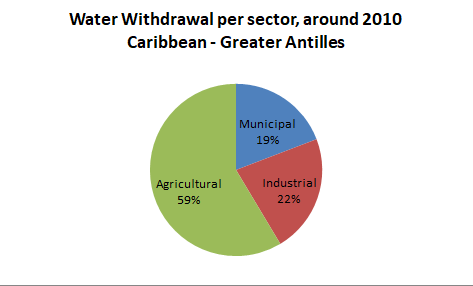 Water Withdrawal per sector, around 2010
Caribbean - Greater Antilles
Municipal
19%
Industrial
22%
Agricultural
59%